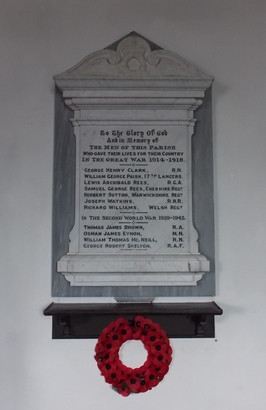 To The Glory Of God
And in Memory of
The Men of This Parish
Who gave their lives for their country
In the Great War 1914-1918.
George Henry Clark, R.N.
William George Paish, 17th Lancers.
Lewis Archibald Rees, R.G.A.
Samuel George Rees, Cheshire Regt
Robert Sutton, Warwickshire Regt
Joseph Watkins, R.N.R.
Richard Williams, Welsh Regt
In the Second World War 1939-1945.
Thomas James Brown, R.A.
Osman James Eynon, M.N.
William Thomas Mc.Neill, R.N.
George Robert Skelyon, R.A.F.